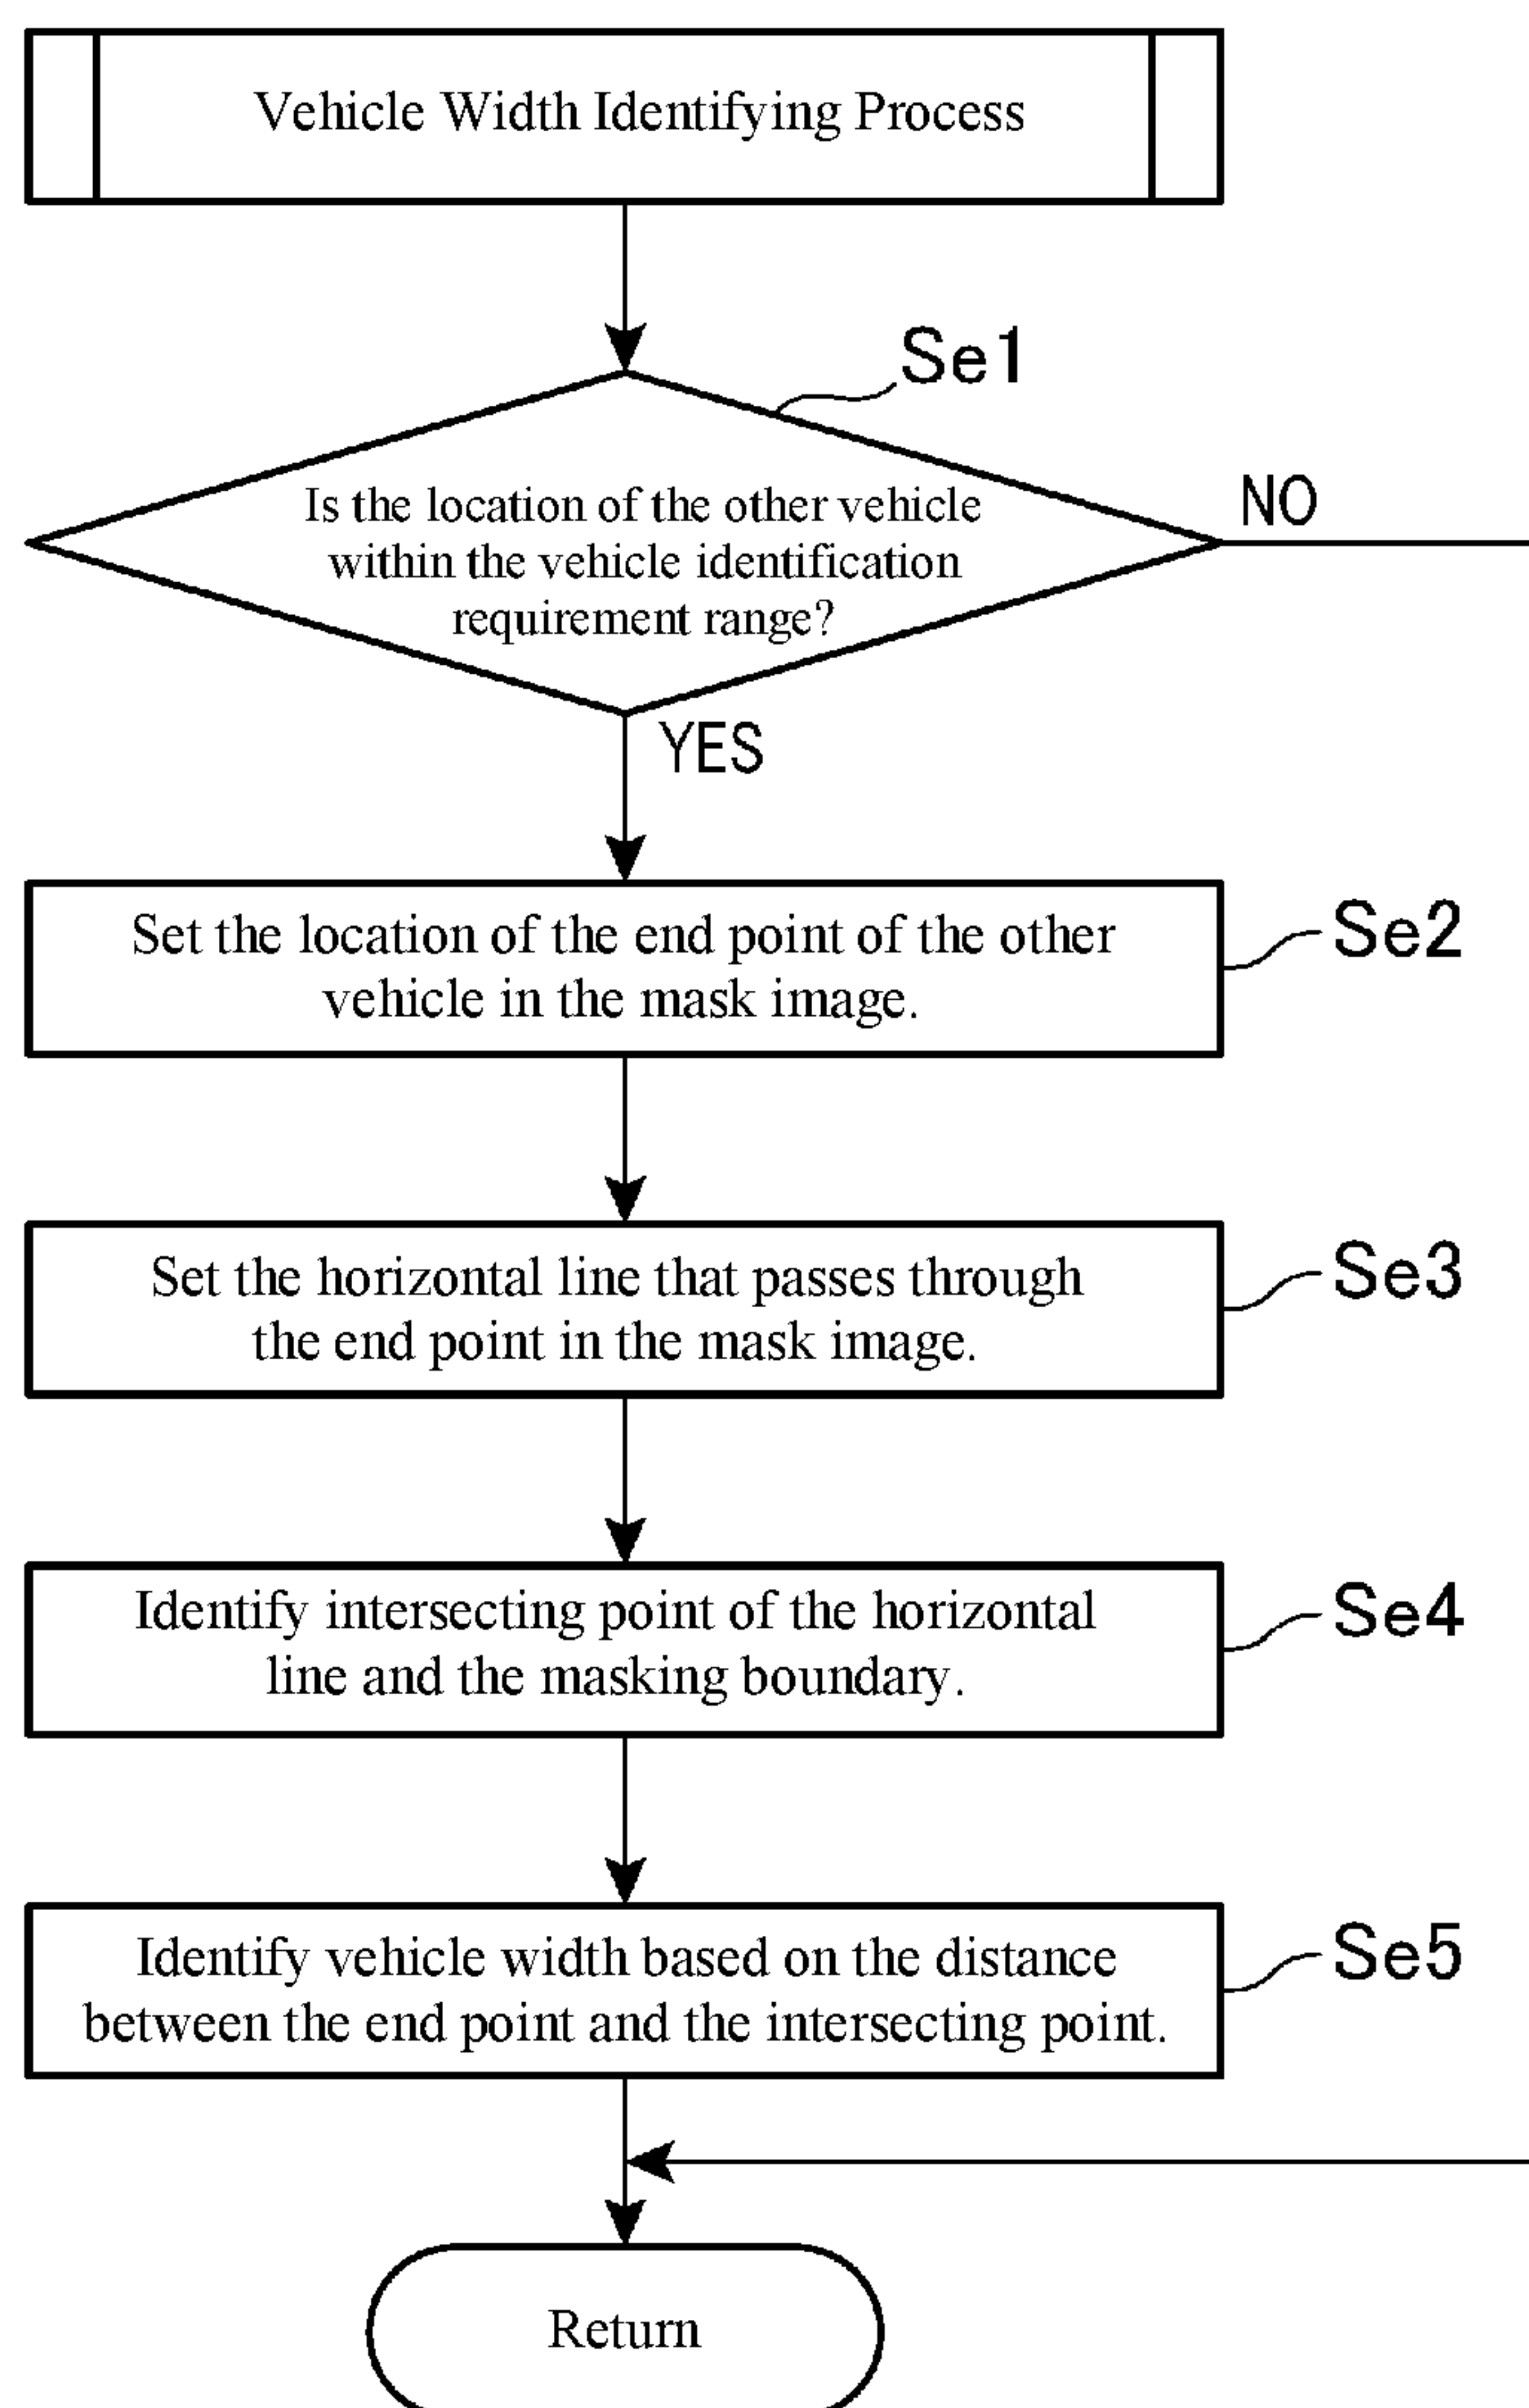 Vehicle Width Identifying Process
Se1
Is the location of the other vehicle
within the vehicle identification
requirement range?
NO
YES
Set the location of the end point of the other
vehicle in the mask image.
Se2
Set the horizontal line that passes through
the end point in the mask image.
Se3
Identify intersecting point of the horizontal
line and the masking boundary.
Se4
Identify vehicle width based on the distance
between the end point and the intersecting point.
Se5
Return